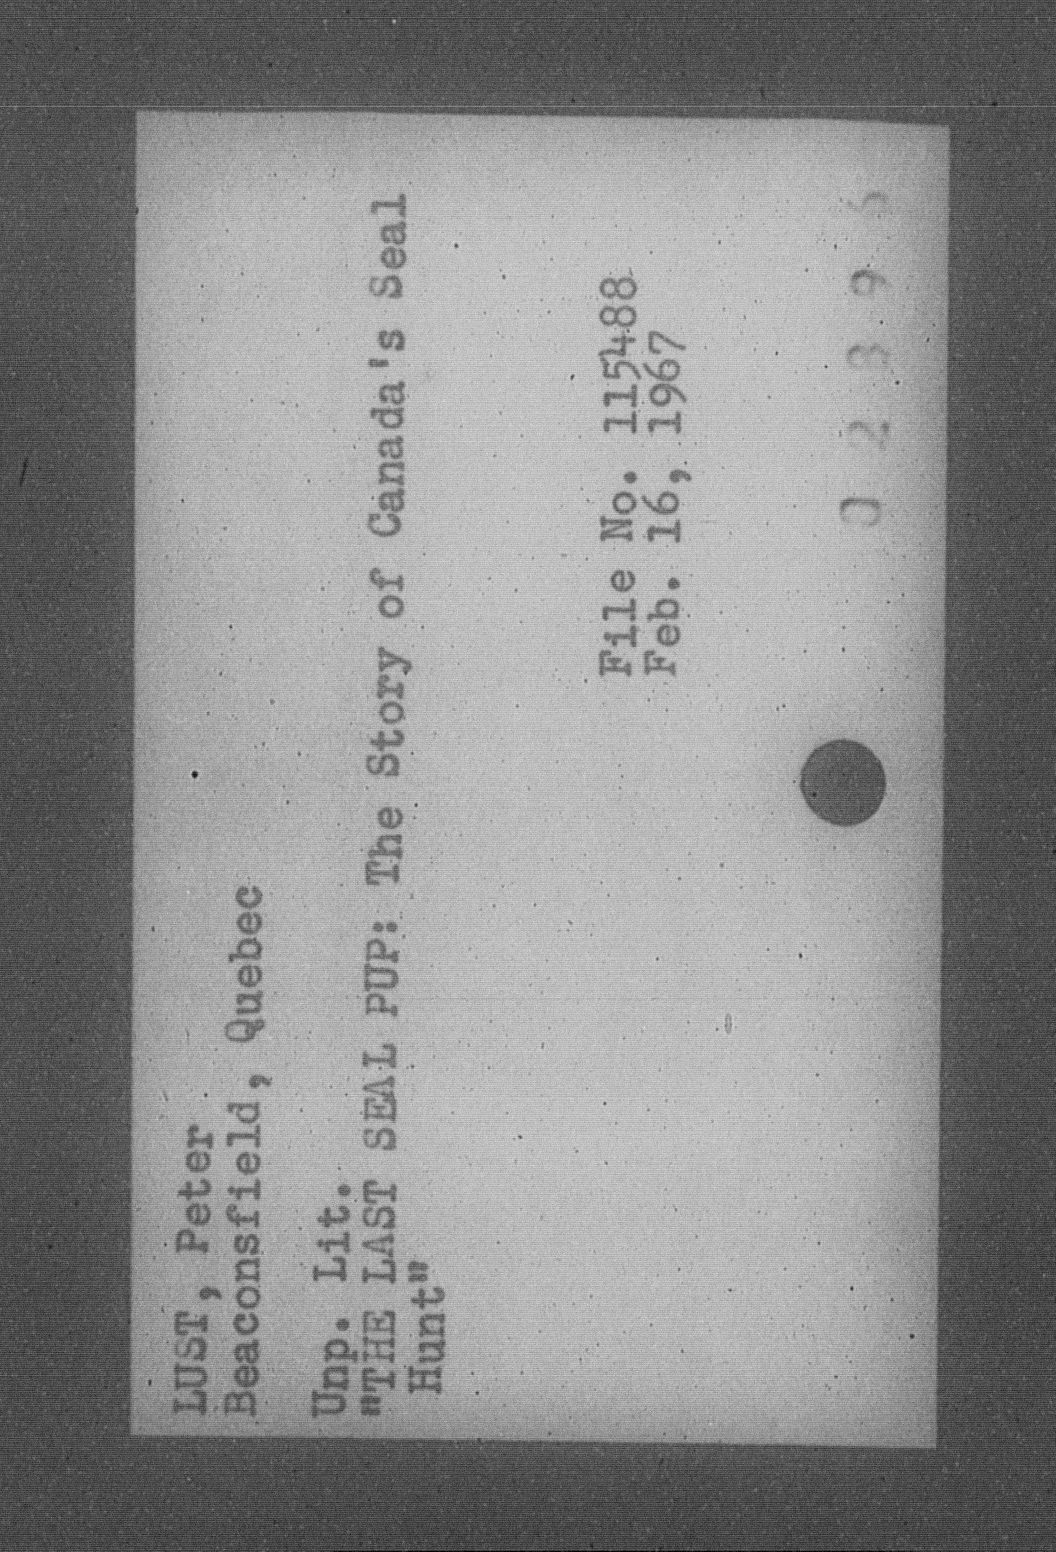 LUST, Peter
Beaconsfield, Quebec
Unp. Lit.
"THE LAST SEAL PUP: The Story of Canada's Seal
Hunt"
File No. 115488
Feb. 16, 1967
02395